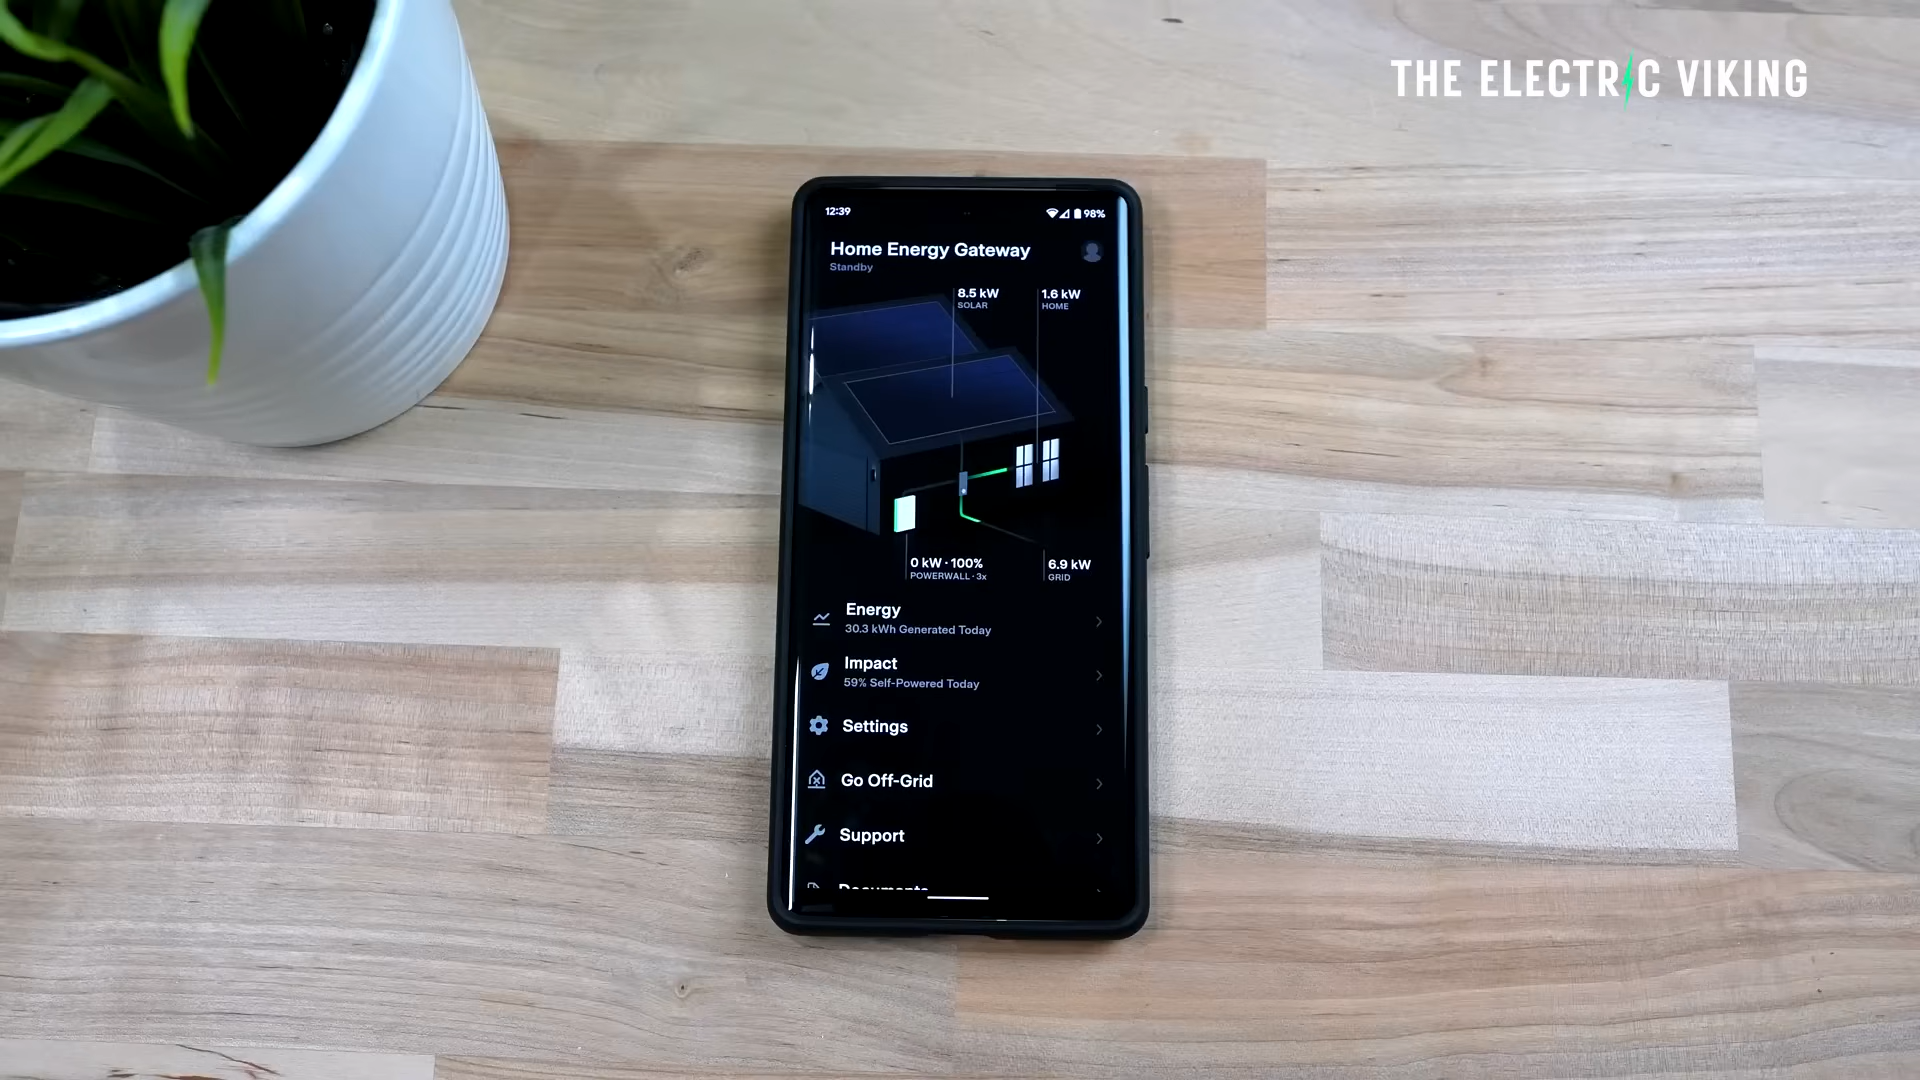 THE ELECTRIC VIKING
12:39
98%
Home Energy Gateway
Standby
8.5 kW
SOLAR
1.6 kW
HOME
0 kW · 100%
POWERWALL · 3x
6.9 kW
GRID
Energy
30.3 kWh Generated Today
Impact
59% Self-Powered Today
Settings
Go Off-Grid
Support
Documents